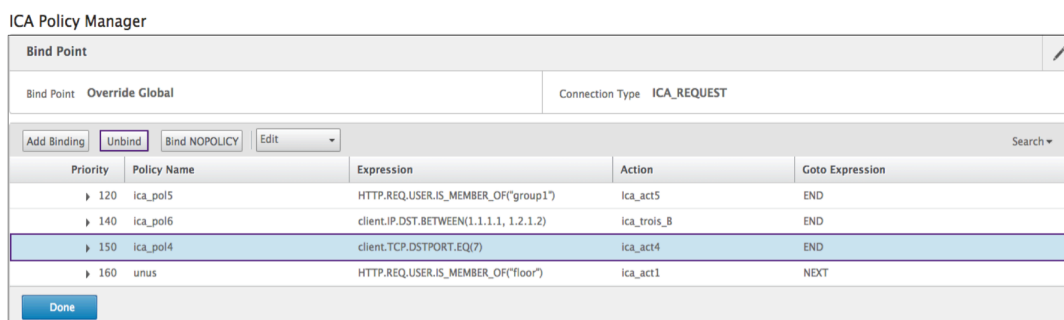 ICA Policy Manager
Bind Point
Bind Point Override Global Connection Type ICA_REQUEST
Add Binding Unbind Bind NOPOLICY Edit Search
Priority Policy Name Expression Action Goto Expression
120 ica_pol5 HTTP.REQ.USER.IS_MEMBER_OF("group1") Ica_act5 END
140 ica_pol6 client.IP.DST.BETWEEN(1.1.1.1, 1.2.1.2) ica_trois_B END
150 ica_pol4 client.TCP.DSTPORT.EQ(7) ica_act4 END
160 unus HTTP.REQ.USER.IS_MEMBER_OF("floor") ica_act1 NEXT
Done